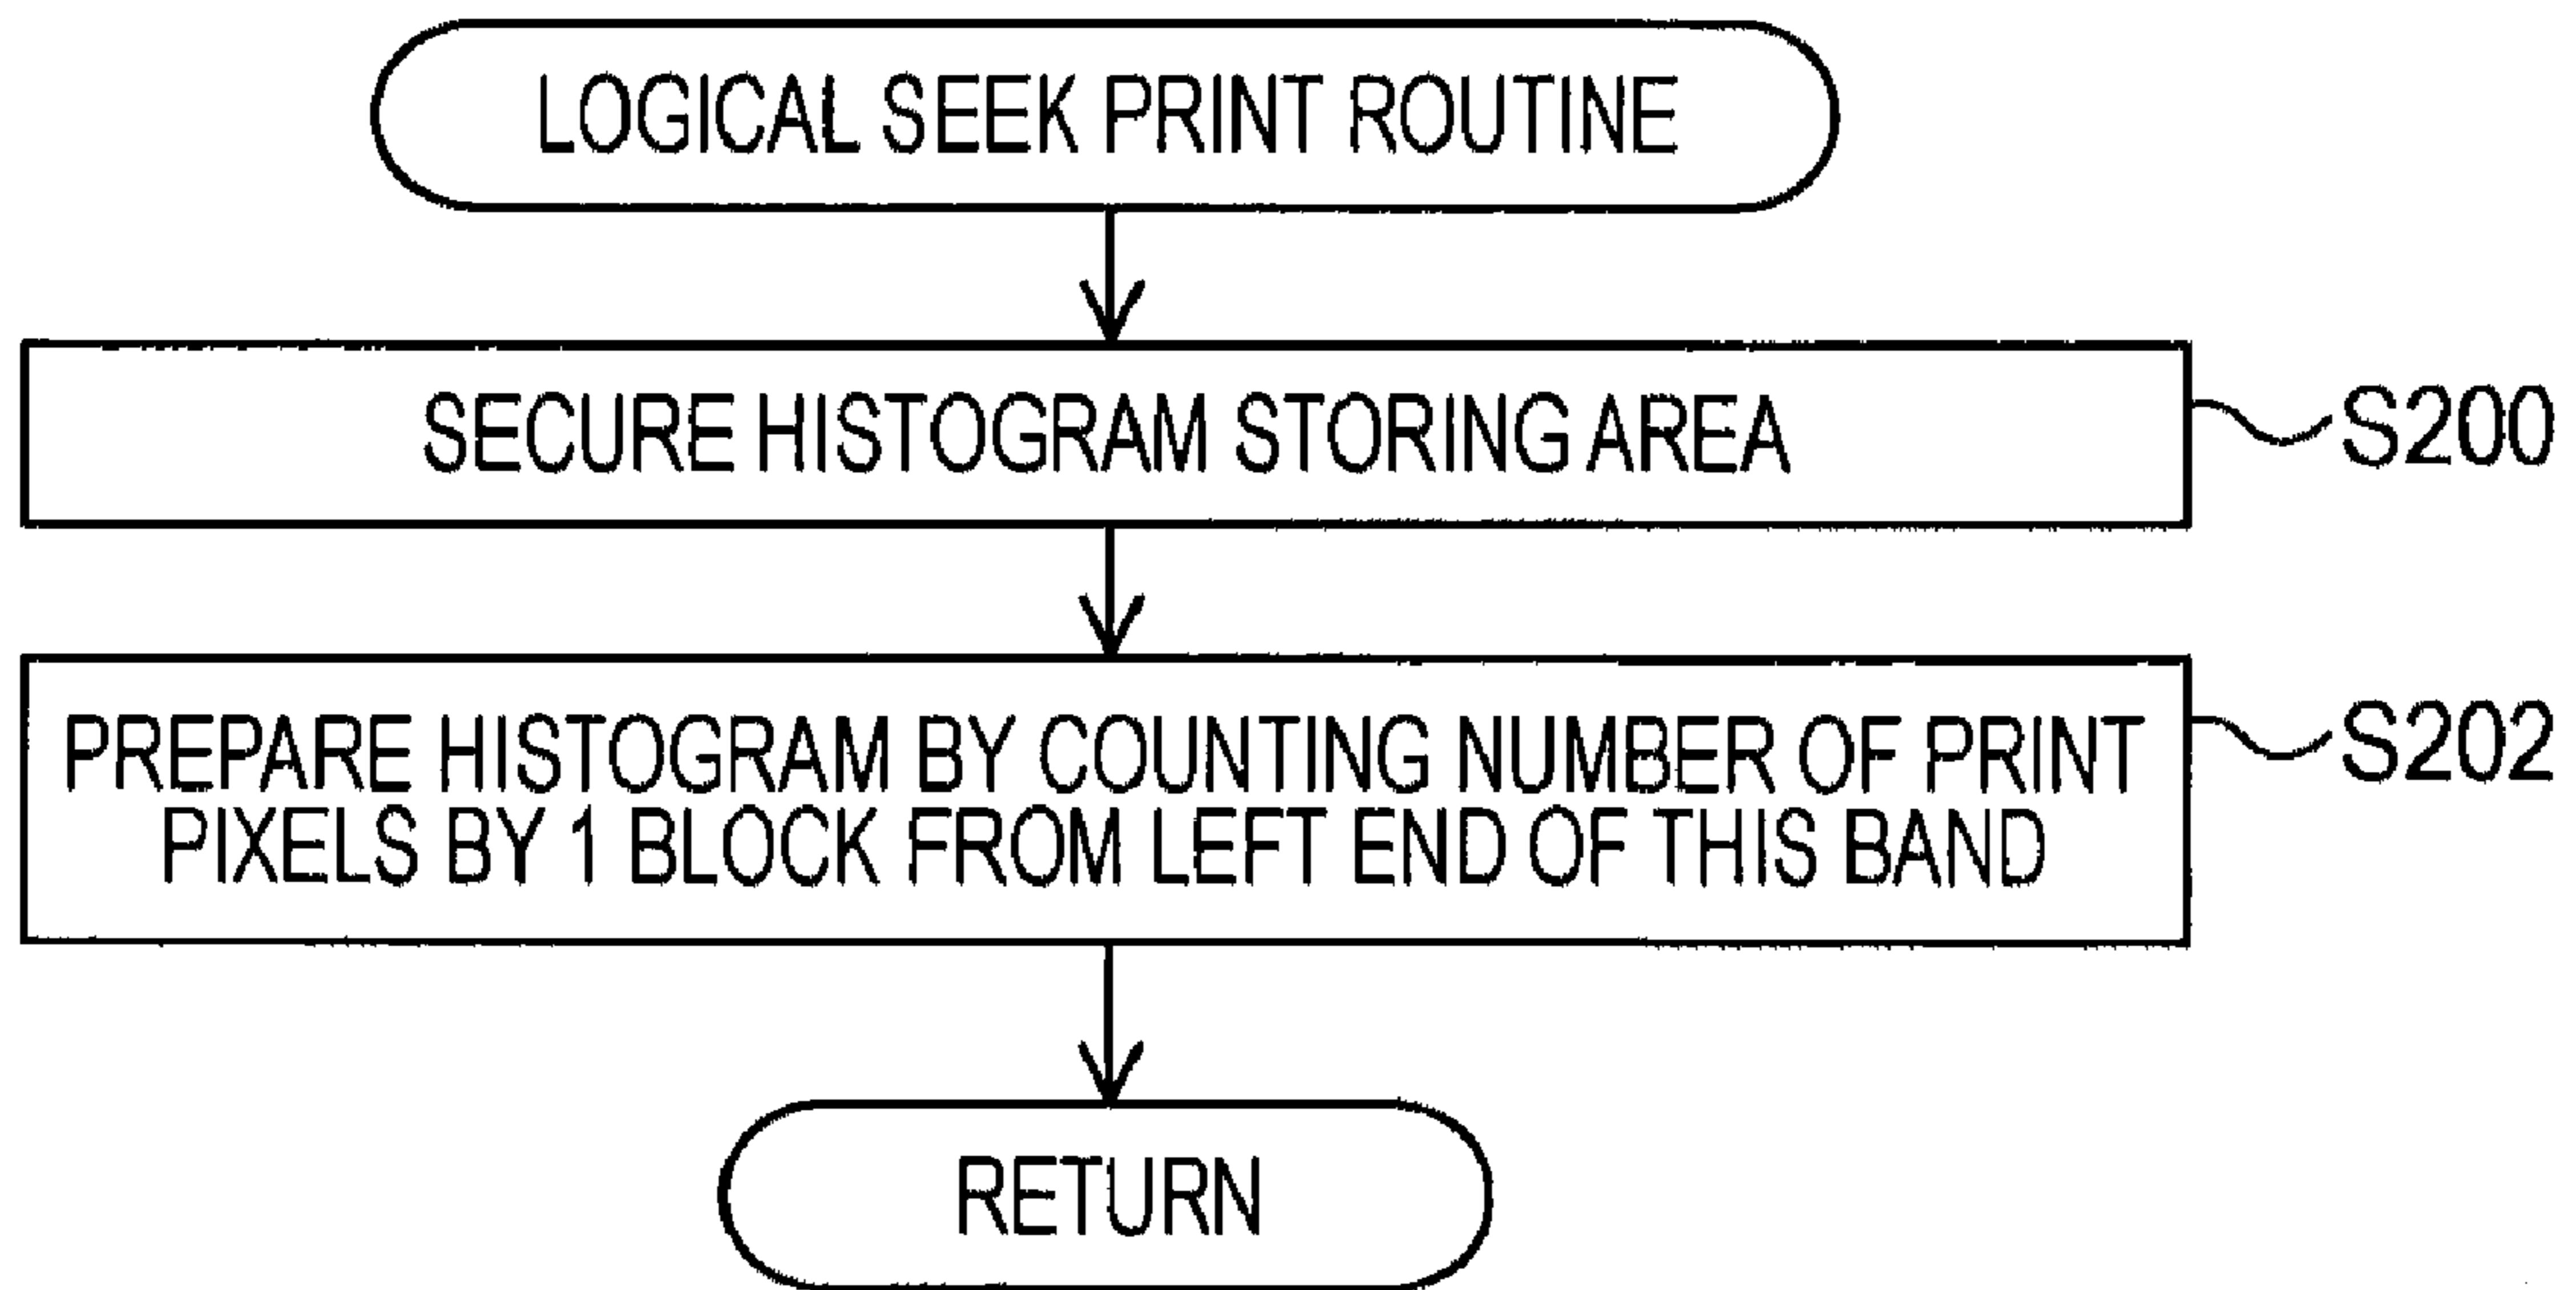 LOGICAL SEEK PRINT ROUTINE
SECURE HISTOGRAM STORING AREA
S200
PREPARE HISTOGRAM BY COUNTING NUMBER OF PRINT
PIXELS BY 1 BLOCK FROM LEFT END OF THIS BAND
S202
RETURN